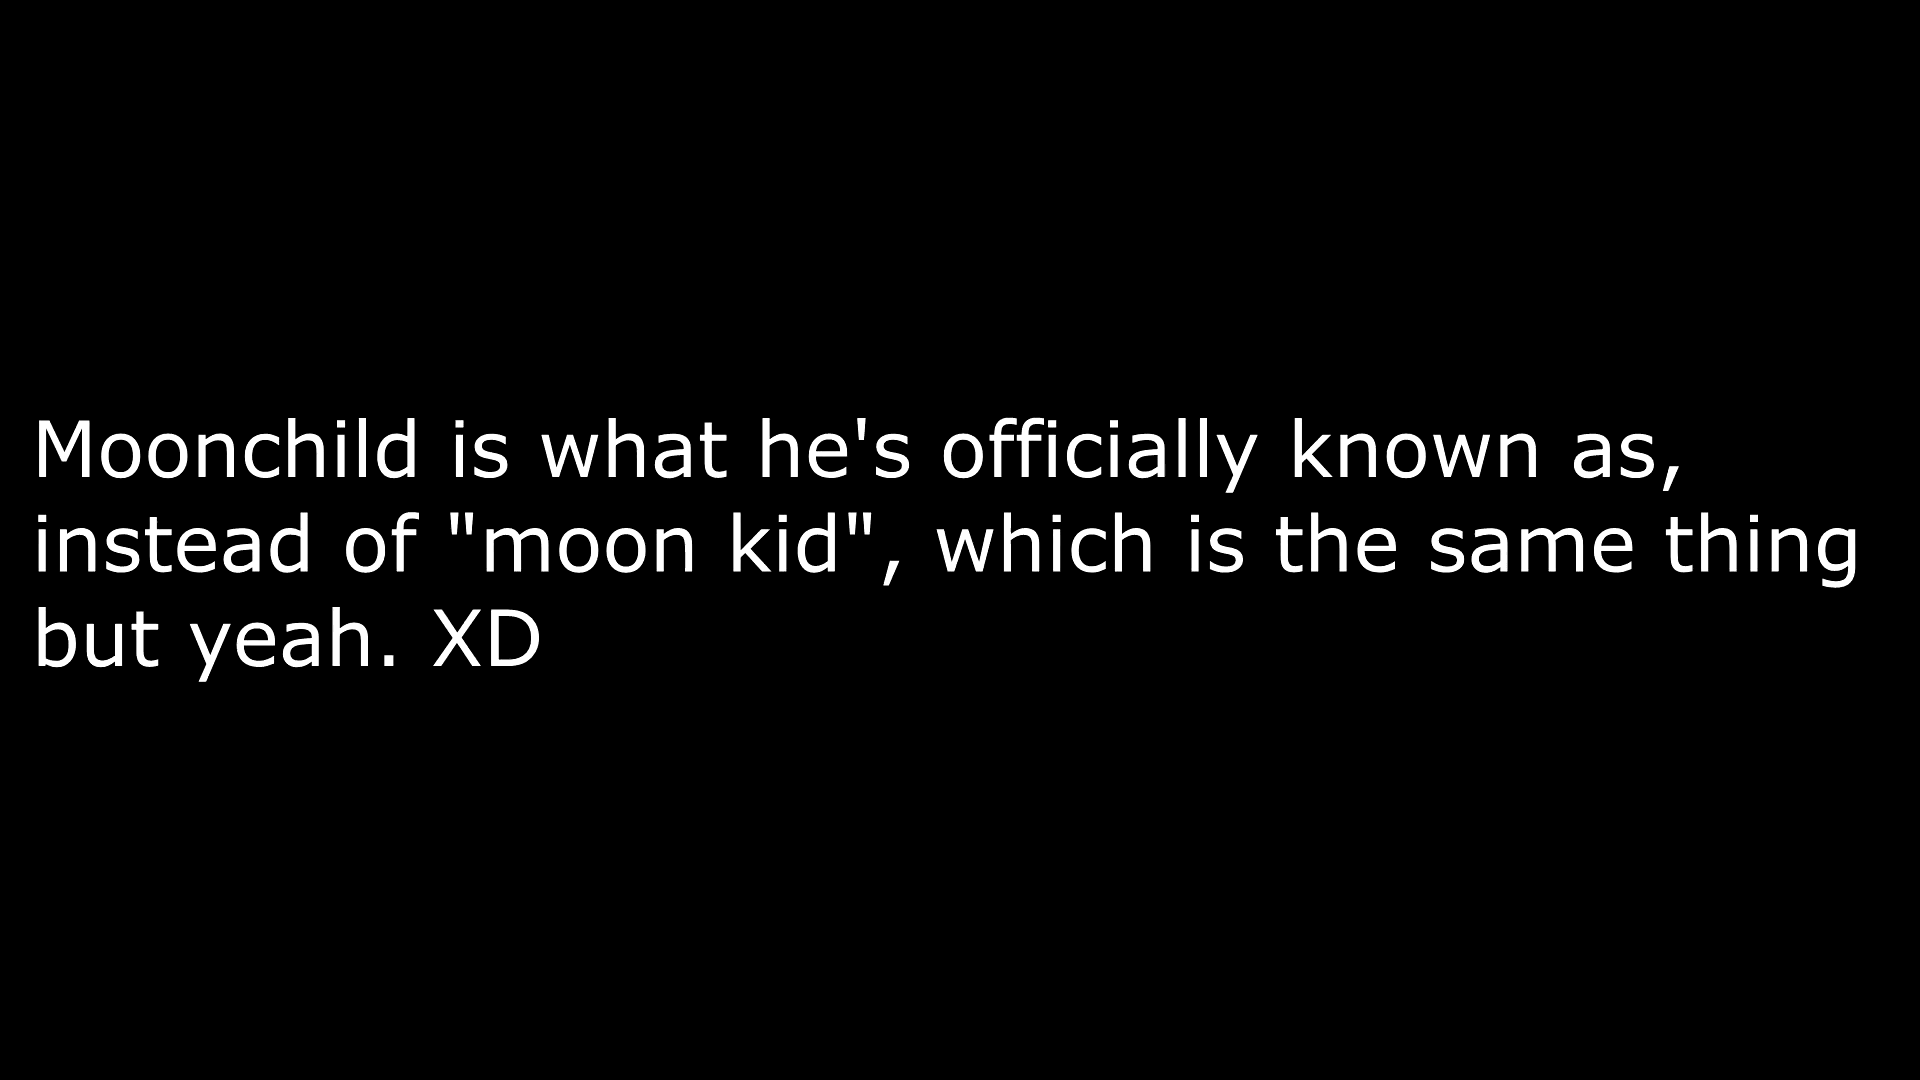 Moonchild is what he's officially known as,
instead of "moon kid", which is the same thing
but yeah. XD